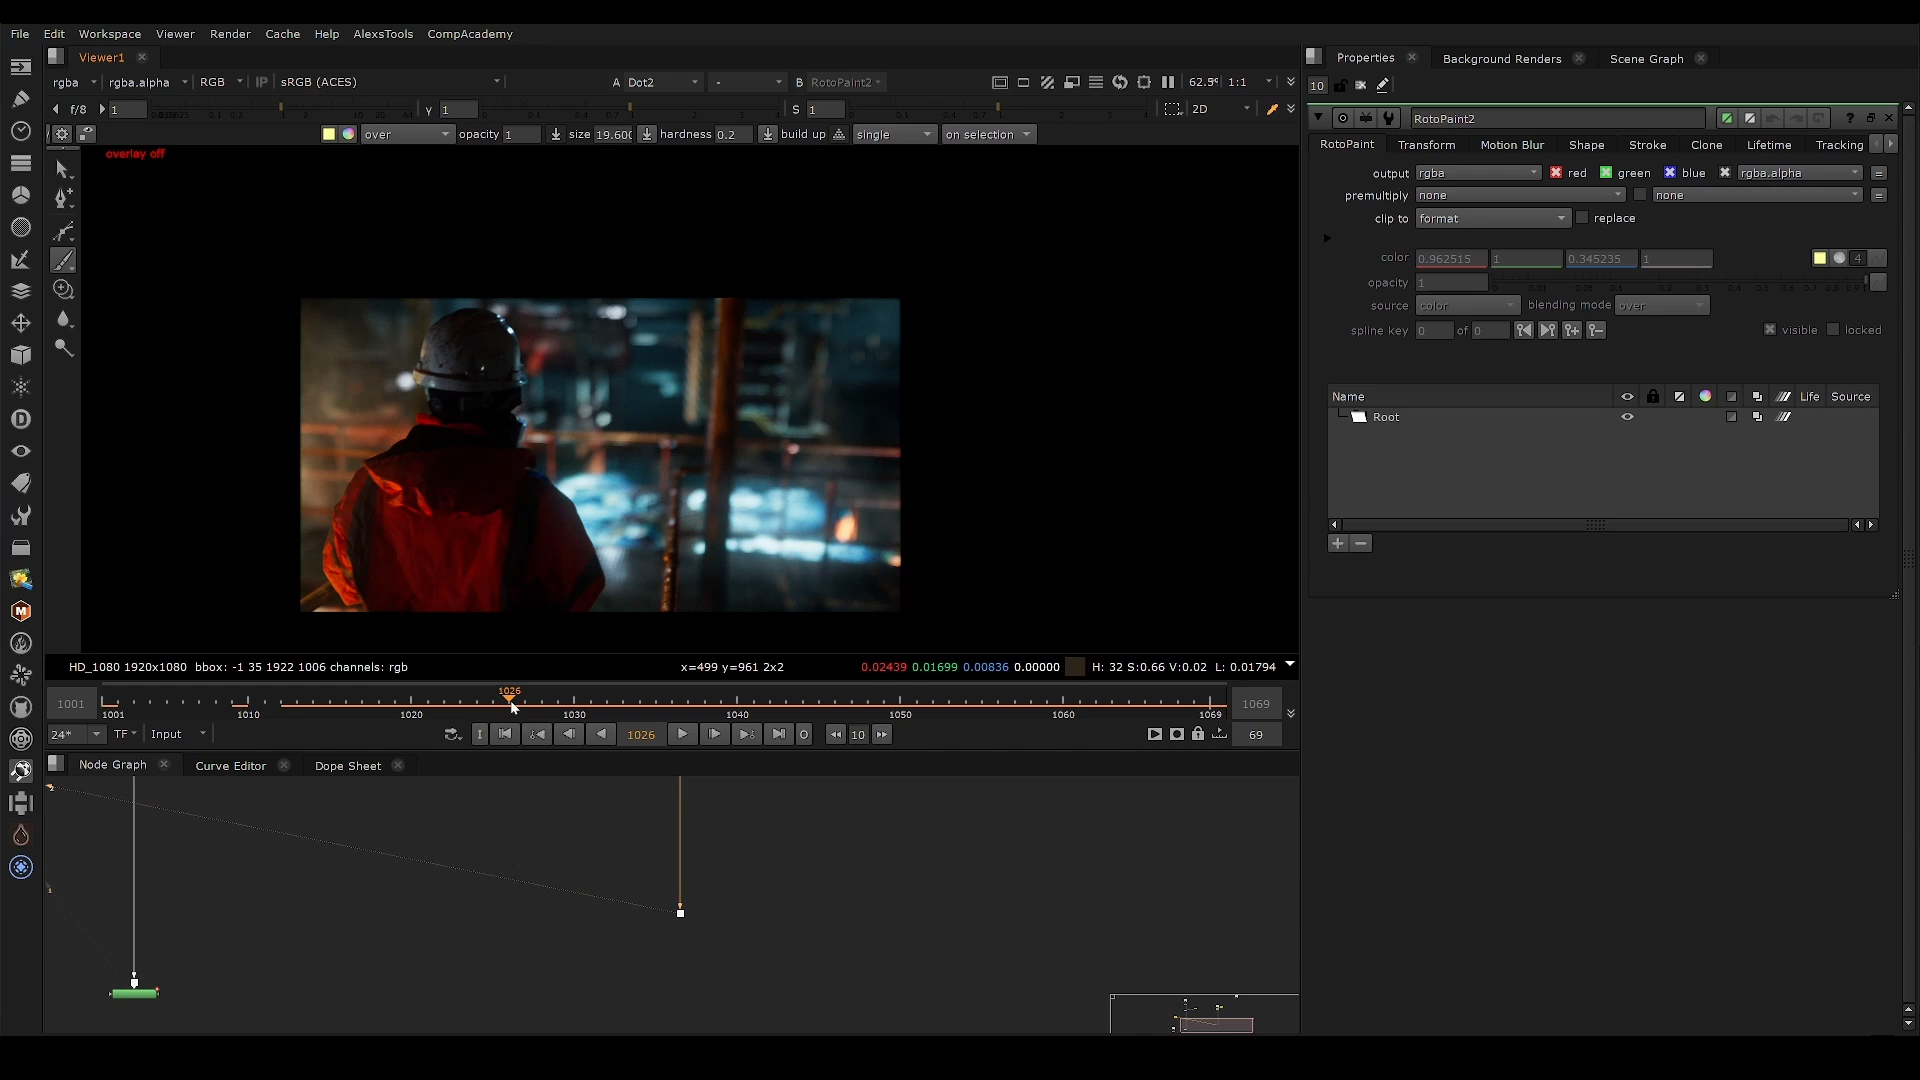 File Edit Workspace Viewer Render Cache Help AlexsTools CompAcademy
Viewer1
Properties Background Renders Scene Graph
rgba rgba.alpha RGB IP sRGB (ACES) A Dot2 - B RotoPaint2 1:1
10
f/8 1 Y 1 S 1 2D
over opacity 1 size hardness 0.2 build up single on selection
RotoPaint2
overlay off
RotoPaint Transform Motion Blur Shape Stroke Clone Lifetime Tracking
output rgba red green blue rgba.alpha =
premultiply none none =
clip to format replace
color 0.962515 1 0.345235 1 4
opacity 1
source color blending mode over
spline key 0 of 0 visible locked
Name Life Source
Root
HD_1080 1920x1080 bbox: -1 35 1922 1006 channels: rgb x=499 y=961 2x2 0.02439 0.01699 0.00836 0.00000 H: 32 S:0.66 V:0.02 L: 0.01794
1026
1001 1069
1001 1010 1020 1030 1040 1050 1060 1069
24* TF Input I 1026 O 10 69
Node Graph Curve Editor Dope Sheet